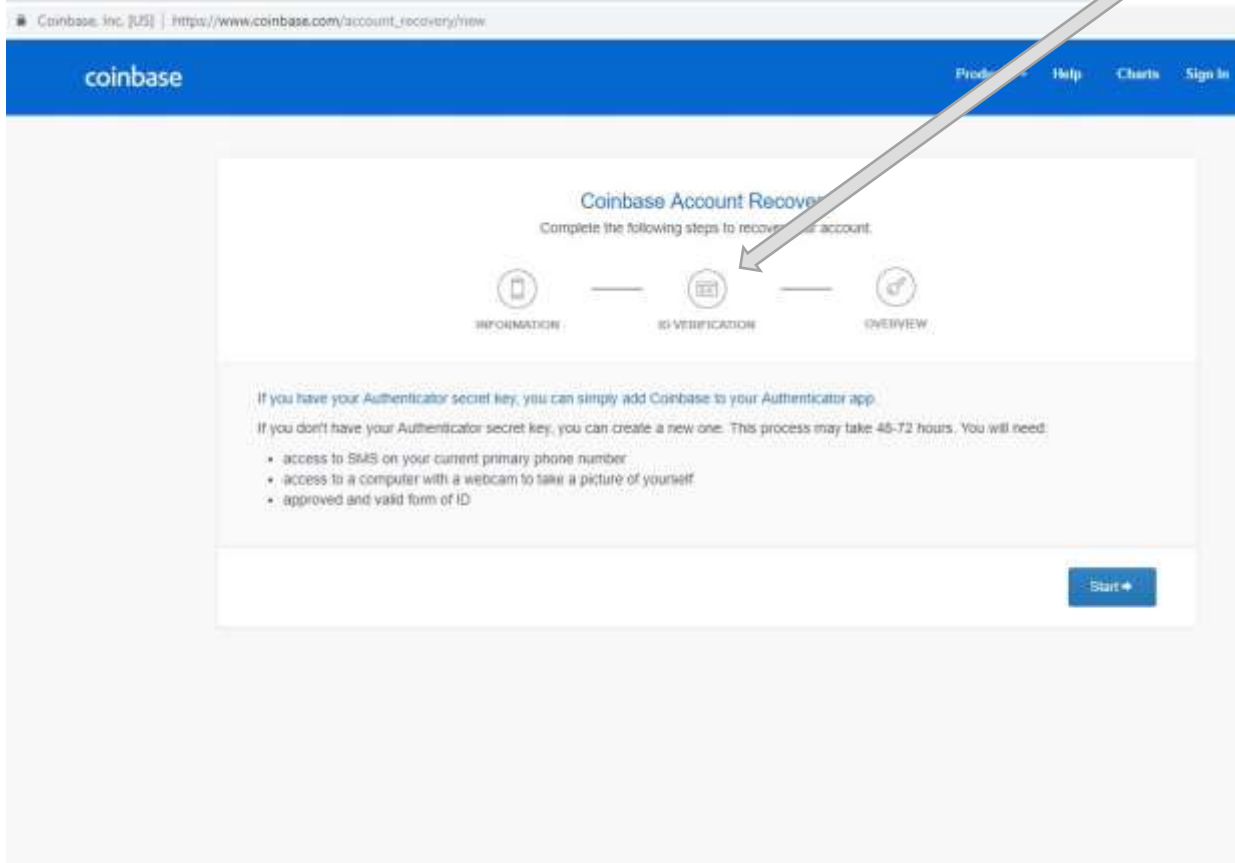 Coinbase, Inc. [US] | https://www.coinbase.com/account_recovery/new
coinbase
Help Charts Sign In
Coinbase Account
Complete the following steps to account.
INFORMATION ID VERIFICATION OVERVIEW
If you have your Authenticator secret key, you can simply add Coinbase to your Authenticator app.
If you don't have your Authenticator secret key, you can create a new one. This process may take 48-72 hours. You will need:
• access to SMS on your current primary phone number
• access to a computer with a webcam to take a picture of yourself
• approved and valid form of ID
Start